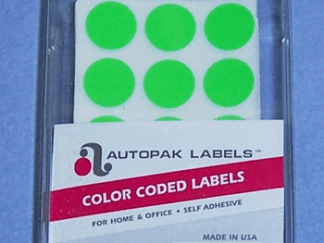 a AUTOPAK LABELS™
COLOR CODED LABELS
FOR HOME & OFFICE • SELF ADHESIVE
MADE IN USA